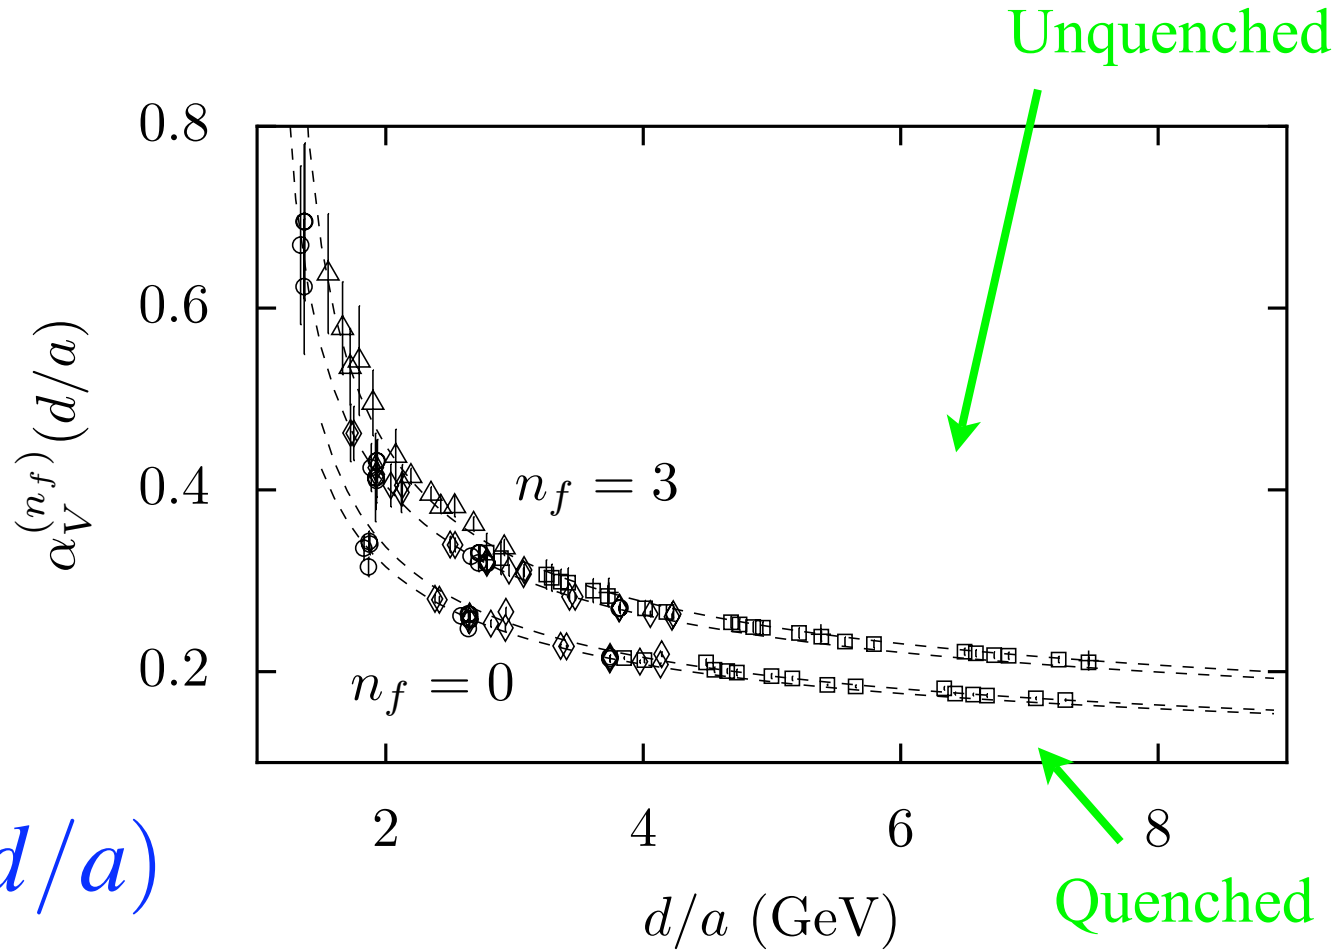 Unquenched
0.8
0.6
0.4
0.2
α_V^{(n_f)}(d/a)
n_f = 3
n_f = 0
2 4 6 8
d/a)
d/a (GeV)
Quenched